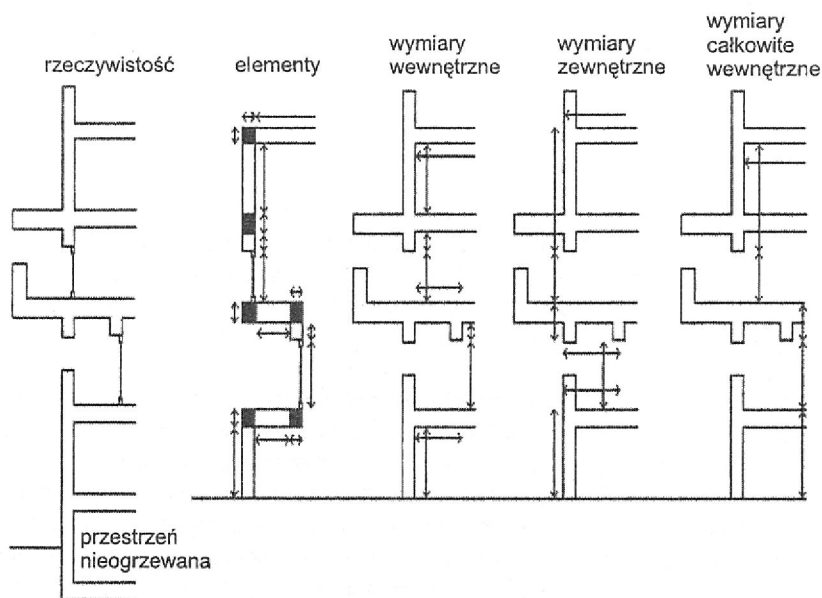 rzeczywistość
elementy
wymiary
wewnętrzne
wymiary
zewnętrzne
wymiary
całkowite
wewnętrzne
przestrzeń
nieogrzewana